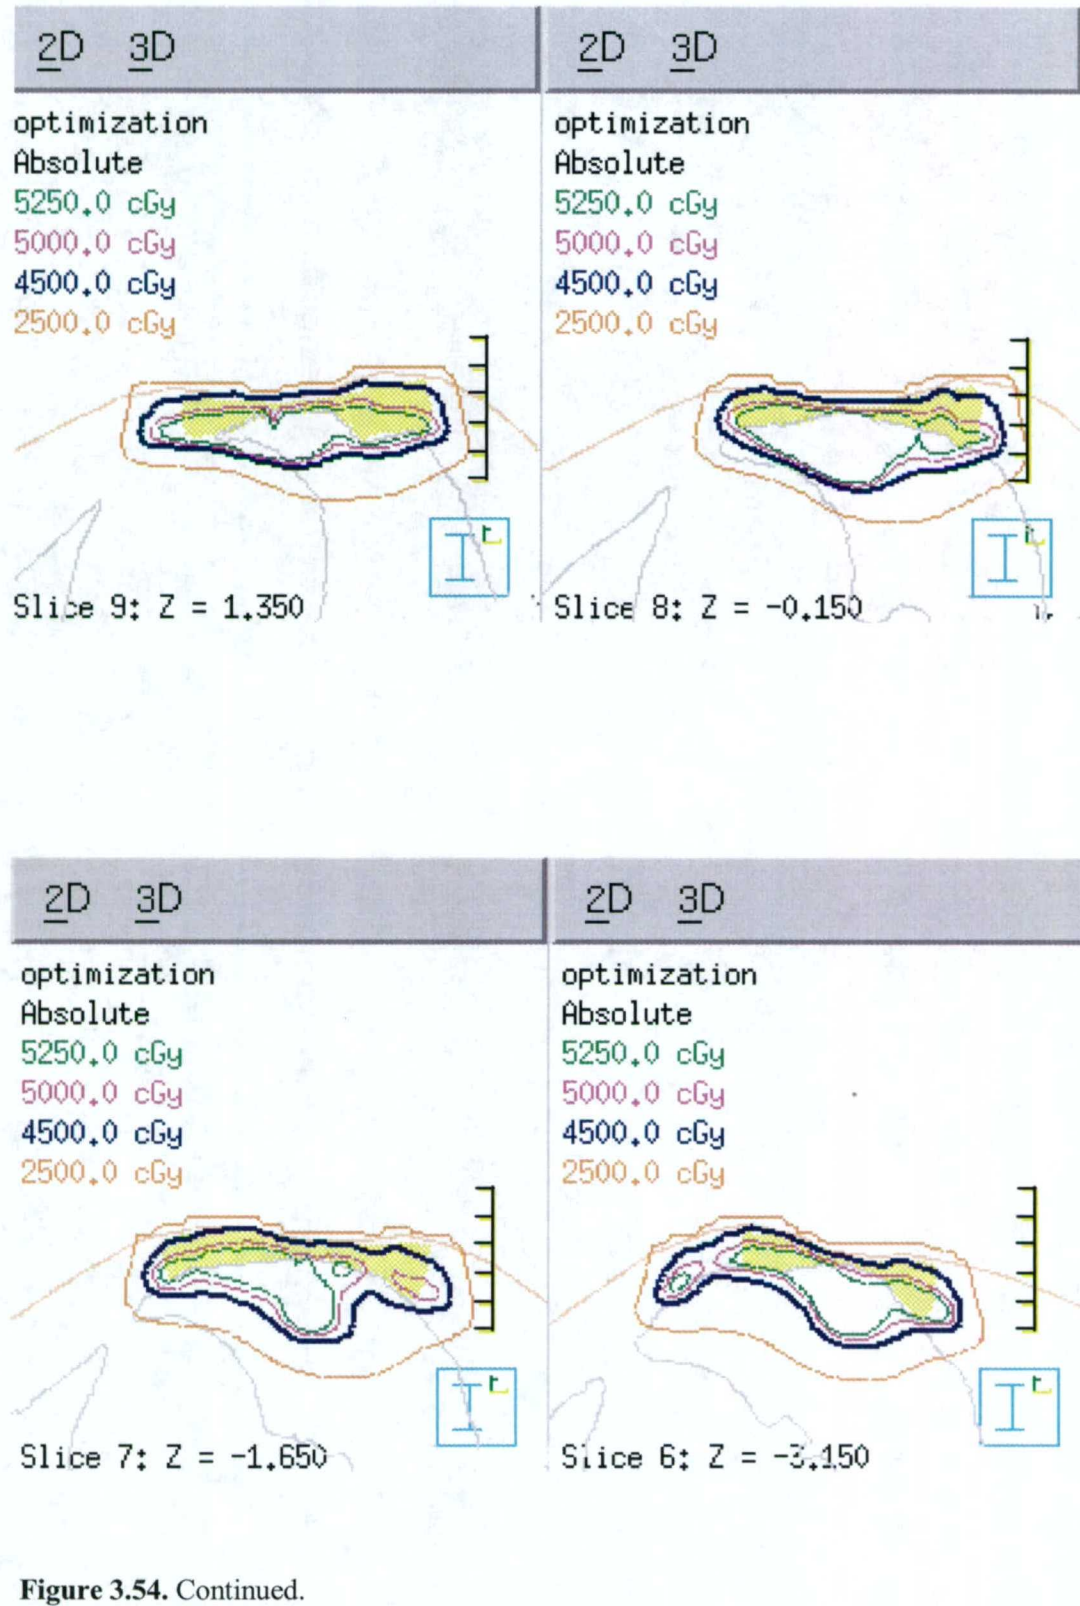 2D 3D
optimization
Absolute
5250.0 cGy
5000.0 cGy
4500.0 cGy
2500.0 cGy
Slice 9: Z = 1.350
2D 3D
optimization
Absolute
5250.0 cGy
5000.0 cGy
4500.0 cGy
2500.0 cGy
Slice 8: Z = -0.150
2D 3D
optimization
Absolute
5250.0 cGy
5000.0 cGy
4500.0 cGy
2500.0 cGy
Slice 7: Z = -1.650
2D 3D
optimization
Absolute
5250.0 cGy
5000.0 cGy
4500.0 cGy
2500.0 cGy
Slice 6: Z = -3.150
Figure 3.54. Continued.